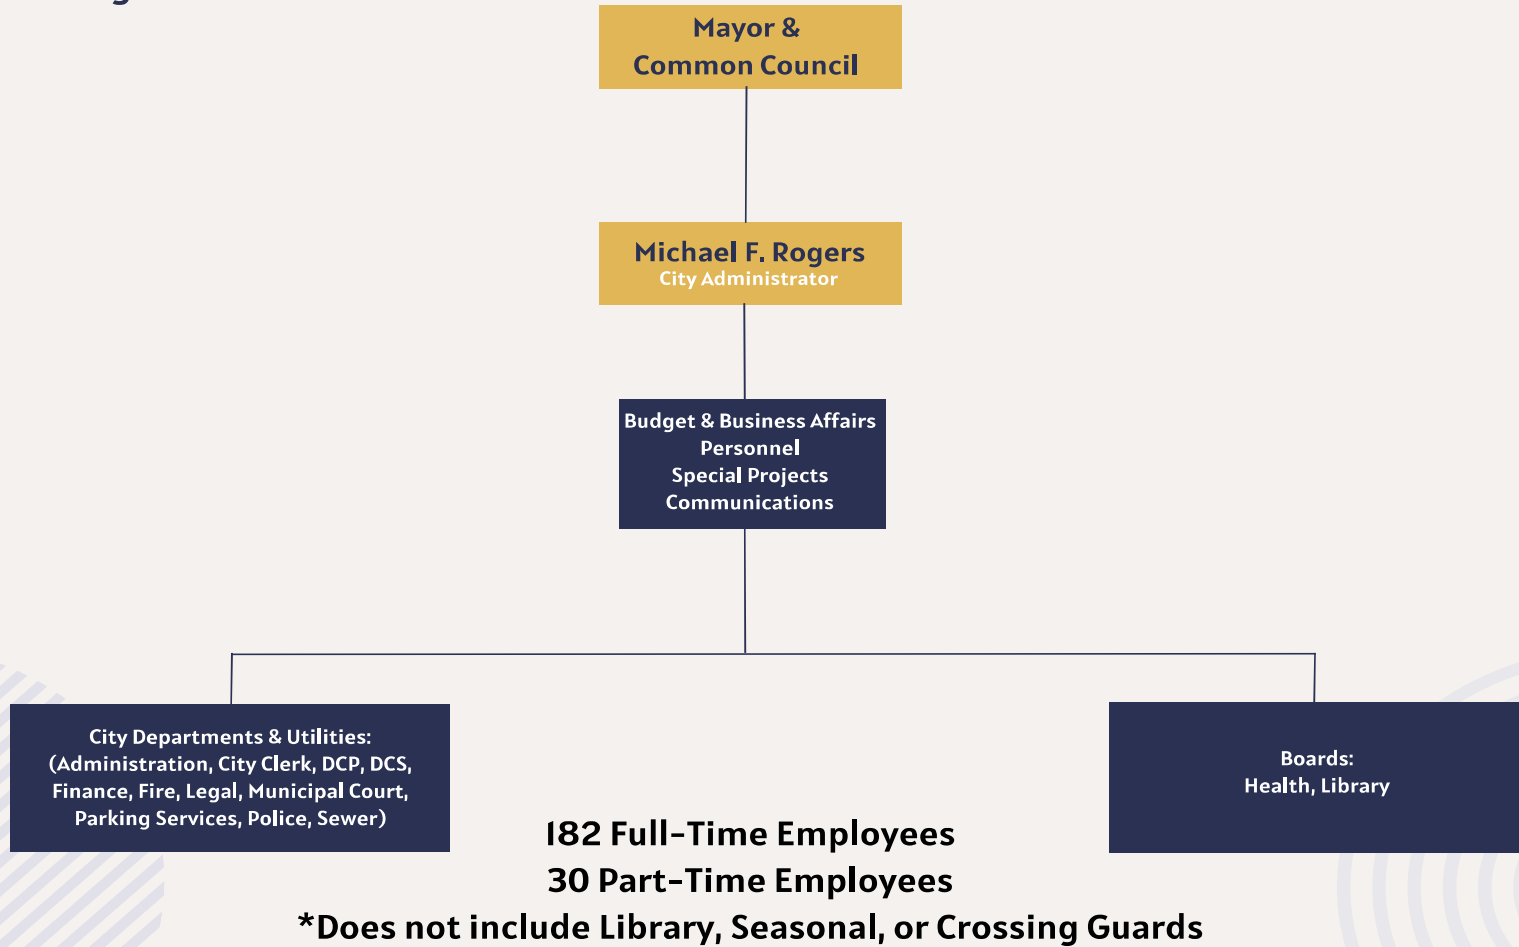 Mayor &
Common Council
Michael F. Rogers
City Administrator
Budget & Business Affairs
Personnel
Special Projects
Communications
City Departments & Utilities:
(Administration, City Clerk, DCP, DCS,
Finance, Fire, Legal, Municipal Court,
Parking Services, Police, Sewer)
Boards:
Health, Library
182 Full-Time Employees
30 Part-Time Employees
*Does not include Library, Seasonal, or Crossing Guards